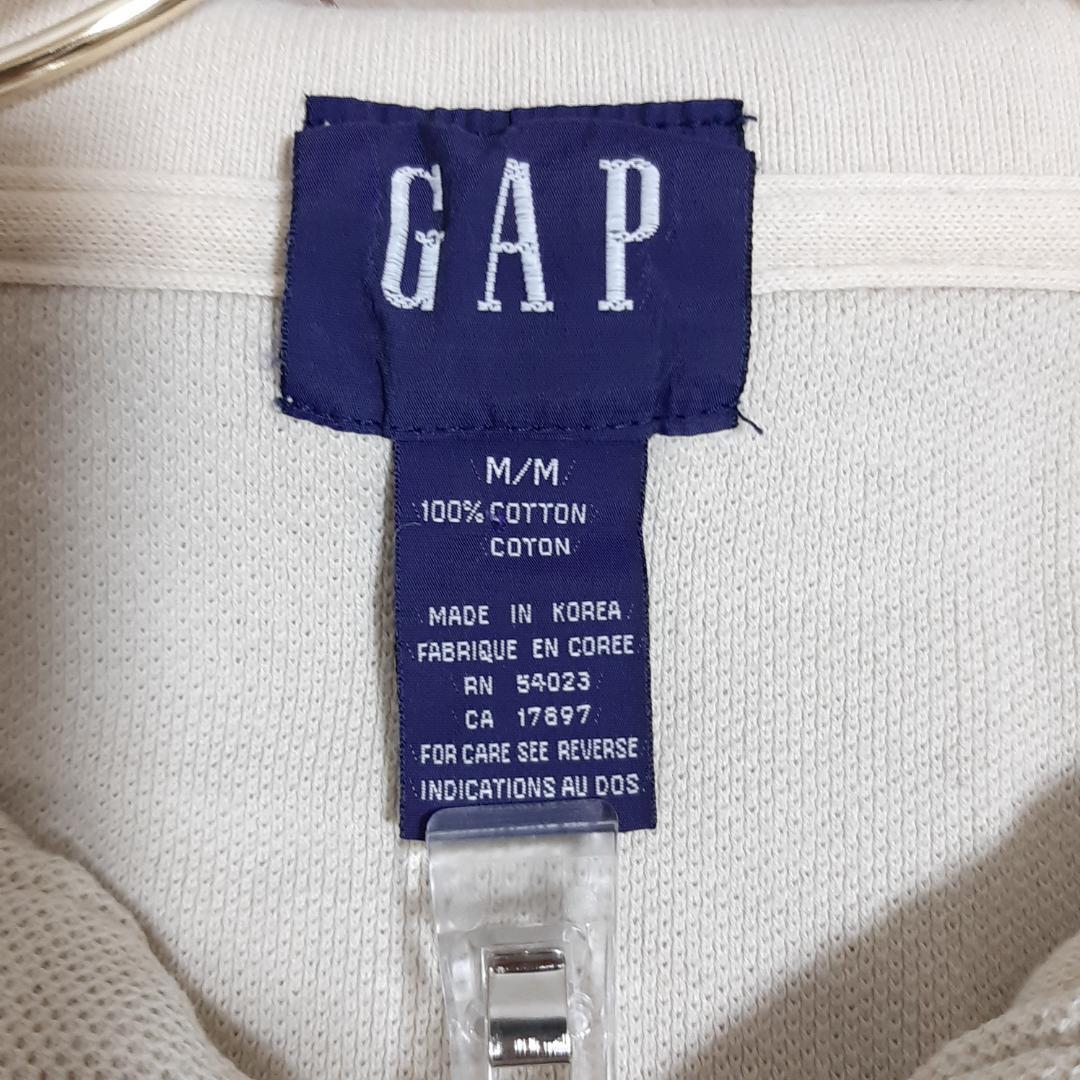 GAP
M/M
100% COTTON
COTON
MADE IN KOREA
FABRIQUE EN COREE
RN 54023
CA 17897
FOR CARE SEE REVERSE
INDICATIONS AU DOS